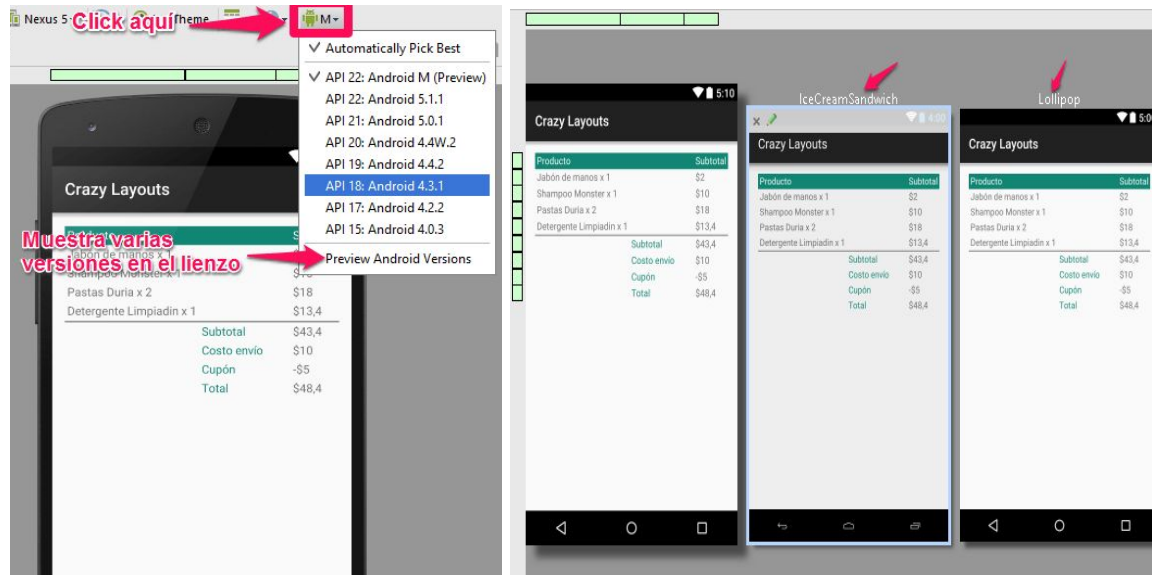 Nexus 5
Click aquí
Theme
M
Automatically Pick Best
API 22: Android M (Preview)
API 22: Android 5.1.1
API 21: Android 5.0.1
API 20: Android 4.4W.2
API 19: Android 4.4.2
API 18: Android 4.3.1
API 17: Android 4.2.2
API 15: Android 4.0.3
Preview Android Versions
Muestra varias
versiones en el lienzo
Crazy Layouts
Pastas Duria x 2 $18
Detergente Limpiadin x 1 $13,4
Subtotal $43,4
Costo envío $10
Cupón -$5
Total $48,4
5:10
Crazy Layouts
Producto Subtotal
Jabón de manos x 1 $2
Shampoo Monster x 1 $10
Pastas Duria x 2 $18
Detergente Limpiadin x 1 $13,4
Subtotal $43,4
Costo envío $10
Cupón -$5
Total $48,4
IceCreamSandwich
4:00
Crazy Layouts
Producto Subtotal
Jabón de manos x 1 $2
Shampoo Monster x 1 $10
Pastas Duria x 2 $18
Detergente Limpiadin x 1 $13,4
Subtotal $43,4
Costo envío $10
Cupón -$5
Total $48,4
Lollipop
5:00
Crazy Layouts
Producto Subtotal
Jabón de manos x 1 $2
Shampoo Monster x 1 $10
Pastas Duria x 2 $18
Detergente Limpiadin x 1 $13,4
Subtotal $43,4
Costo envío $10
Cupón -$5
Total $48,4